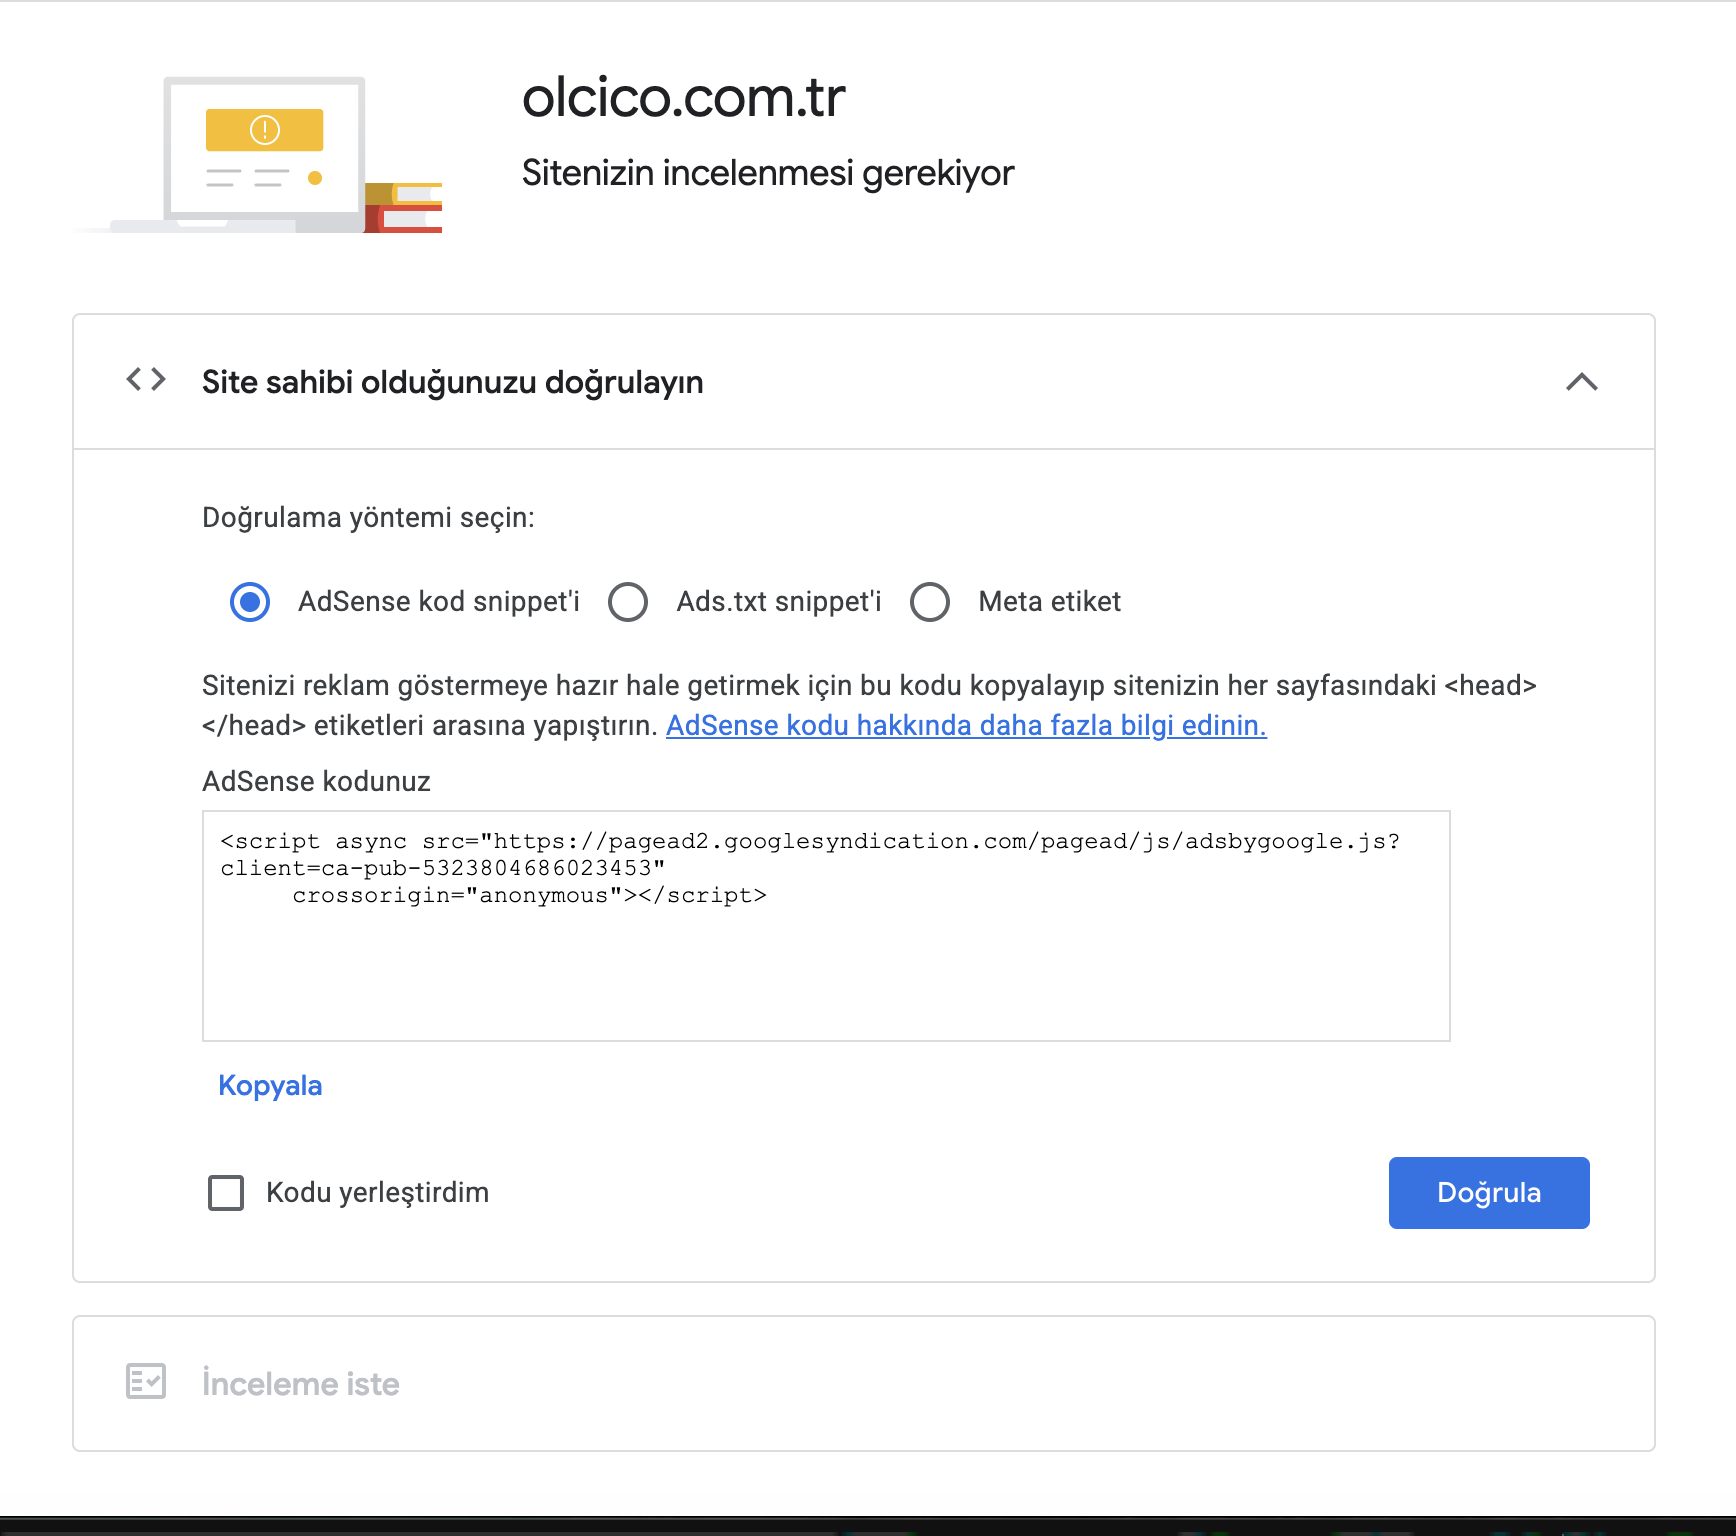 olcico.com.tr
Sitenizin incelenmesi gerekiyor
Site sahibi olduğunuzu doğrulayın
Doğrulama yöntemi seçin:
AdSense kod snippet'i Ads.txt snippet'i Meta etiket
Sitenizi reklam göstermeye hazır hale getirmek için bu kodu kopyalayıp sitenizin her sayfasındaki <head>
</head> etiketleri arasına yapıştırın. AdSense kodu hakkında daha fazla bilgi edinin.
AdSense kodunuz
<script async src="https://pagead2.googlesyndication.com/pagead/js/adsbygoogle.js?
client=ca-pub-5323804686023453"
     crossorigin="anonymous"></script>
Kopyala
Kodu yerleştirdim
Doğrula
İnceleme iste